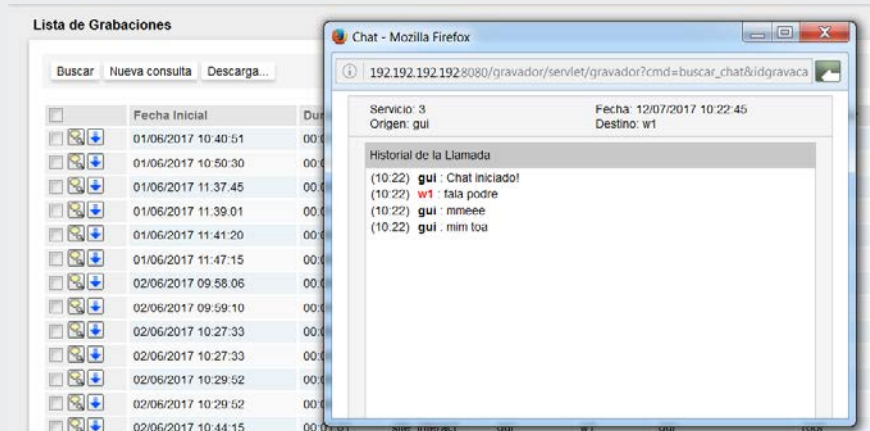 Lista de Grabaciones
Buscar Nueva consulta Descarga...
Fecha Inicial
01/06/2017 10:40:51
01/06/2017 10:50:30
01/06/2017 11:37:45
01/06/2017 11:39:01
01/06/2017 11:41:20
01/06/2017 11:47:15
02/06/2017 09:58:06
02/06/2017 09:59:10
02/06/2017 10:27:33
02/06/2017 10:27:33
02/06/2017 10:29:52
02/06/2017 10:29:52
02/06/2017 10:44:15
Chat - Mozilla Firefox
192.192.192.192:8080/gravador/servlet/gravador?cmd=buscar_chat&idgravaca
Servicio: 3 Fecha: 12/07/2017 10:22:45
Origen: gui Destino: w1
Historial de la Llamada
(10:22) gui : Chat iniciado!
(10:22) w1 : fala podre
(10:22) gui : mmeee
(10:22) gui : mim toa